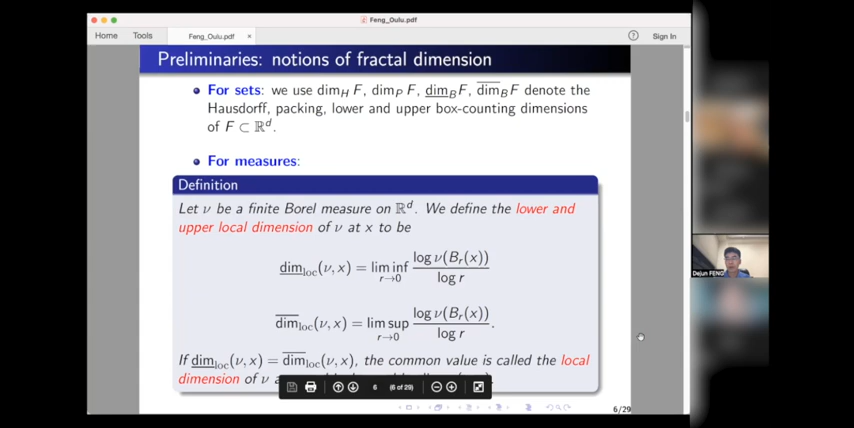 Feng_Oulu.pdf
Home Tools Feng_Oulu.pdf × Sign In
Preliminaries: notions of fractal dimension
For sets: we use dim_H F, dim_P F, \underline{dim}_B F, \overline{dim}_B F denote the
Hausdorff, packing, lower and upper box-counting dimensions
of F ⊂ ℝ^d.
For measures:
Definition
Let ν be a finite Borel measure on ℝ^d. We define the lower and
upper local dimension of ν at x to be
\underline{dim}_loc(ν, x) = lim inf_{r→0} log ν(B_r(x)) / log r
\overline{dim}_loc(ν, x) = lim sup_{r→0} log ν(B_r(x)) / log r.
If \underline{dim}_loc(ν, x) = \overline{dim}_loc(ν, x), the common value is called the local
dimension of ν
6 (6 of 29)
6/29
Dejun FENG